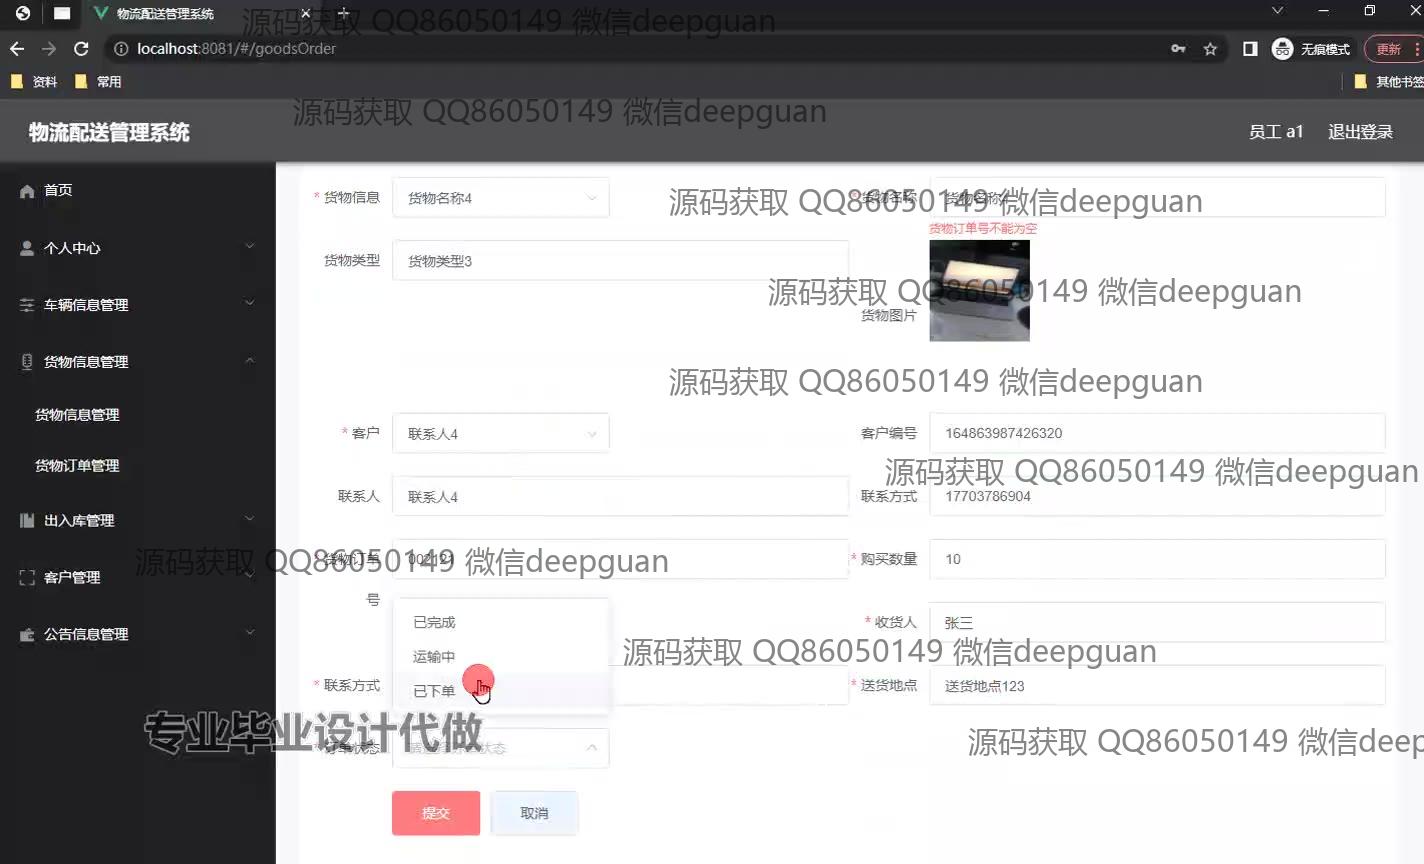 物流配送管理系统
源码获取 QQ86050149 微信deepguan
localhost:8081/#/goodsOrder
无痕模式
更新
资料
常用
其他书签
源码获取 QQ86050149 微信deepguan
物流配送管理系统
员工 a1
退出登录
首页
个人中心
车辆信息管理
货物信息管理
货物信息管理
货物订单管理
出入库管理
客户管理
公告信息管理
* 货物信息
货物名称4
* 货物名称
货物名称4
源码获取 QQ86050149 微信deepguan
货物订单号不能为空
货物类型
货物类型3
源码获取 QQ86050149 微信deepguan
货物图片
源码获取 QQ86050149 微信deepguan
* 客户
联系人4
客户编号
164863987426320
源码获取 QQ86050149 微信deepguan
联系人
联系人4
联系方式
17703786904
* 货物订单号
源码获取 QQ86050149 微信deepguan
* 购买数量
10
已完成
运输中
已下单
* 收货人
张三
源码获取 QQ86050149 微信deepguan
* 联系方式
* 送货地点
送货地点123
专业毕业设计代做
* 订单状态
源码获取 QQ86050149 微信deep
提交
取消